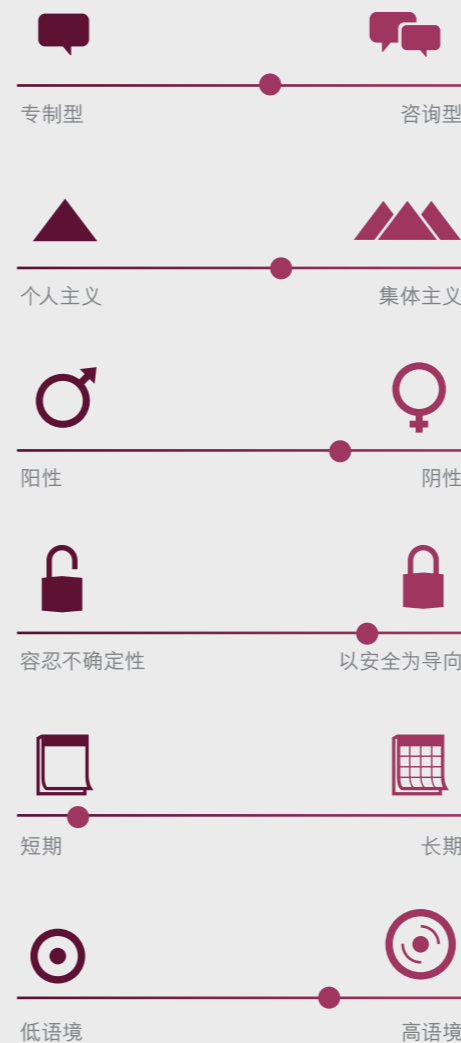 专制型 咨询型
个人主义 集体主义
阳性 阴性
容忍不确定性 以安全为导向
短期 长期
低语境 高语境